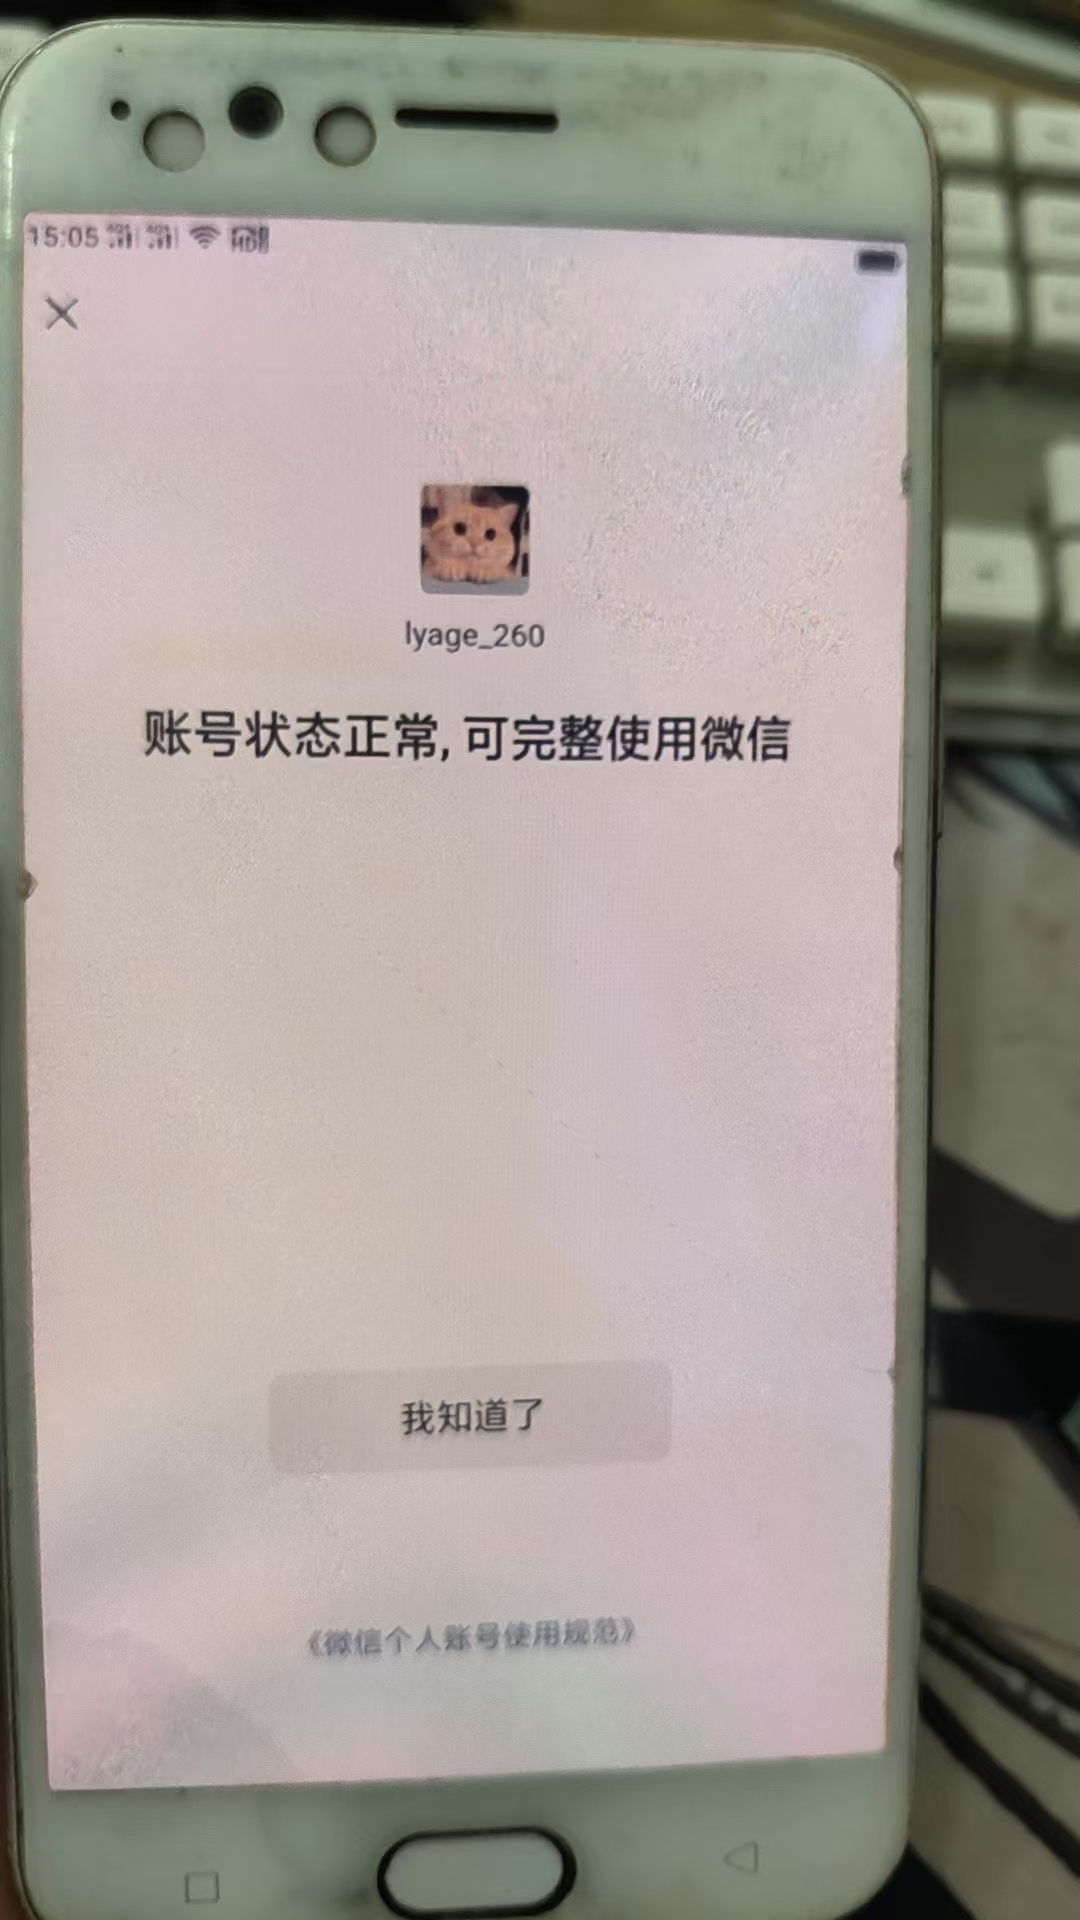 15:05
lyage_260
账号状态正常,可完整使用微信
我知道了
《微信个人账号使用规范》